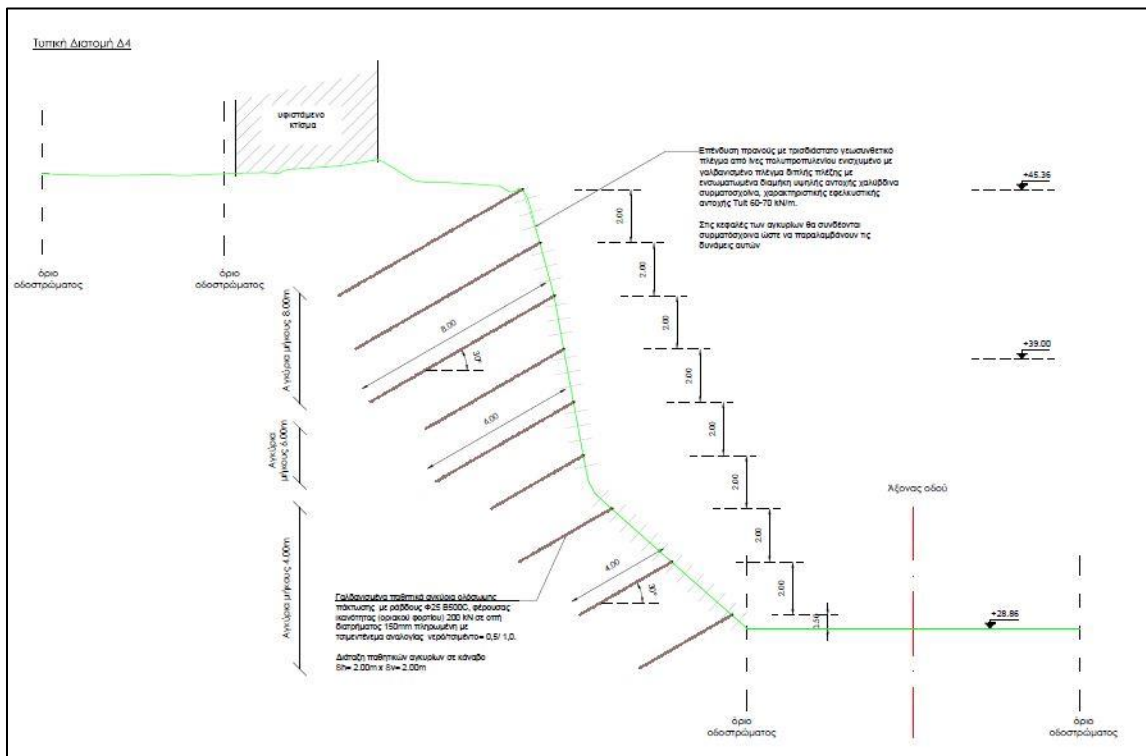 Τυπική Διατομή Δ4
υφιστάμενο
κτίσμα
Επένδυση πρανούς με τρισδιάστατο γεωσυνθετικό
πλέγμα από ίνες πολυπροπυλενίου ενισχυμένο με
γαλβανισμένο πλέγμα διπλής πλέξης με
ενσωματωμένα διαμήκη υψηλής αντοχής χαλύβδινα
συρματόσχοινα, χαρακτηριστικής εφελκυστικής
αντοχής Tult 60-70 kN/m.
Στις κεφαλές των αγκυρίων θα συνδέονται
συρματόσχοινα ώστε να παραλαμβάνουν τις
δυνάμεις αυτών
+45.36
2.00
2.00
2.00
2.00
2.00
2.00
2.00
2.00
+39.00
όριο
οδοστρώματος
όριο
οδοστρώματος
Αγκύρια μήκους 8.00m
8.00
30°
Αγκύρια
μήκους 6.00m
6.00
Αγκύρια μήκους 4.00m
4.00
30°
Άξονας οδού
Γαλβανισμένα παθητικά αγκύρια ολόσωμης
πάκτωσης με ράβδους Φ25 B500C, φέρουσας
ικανότητας (οριακού φορτίου) 200 kN σε οπή
διατρήματος 150mm πληρωμένη με
τσιμεντένεμα αναλογίας νερό/τσιμέντο= 0,5/ 1,0.
Διάταξη παθητικών αγκυρίων σε κάναβο
Sh= 2.00m x Sv= 2.00m
+28.86
όριο
οδοστρώματος
όριο
οδοστρώματος